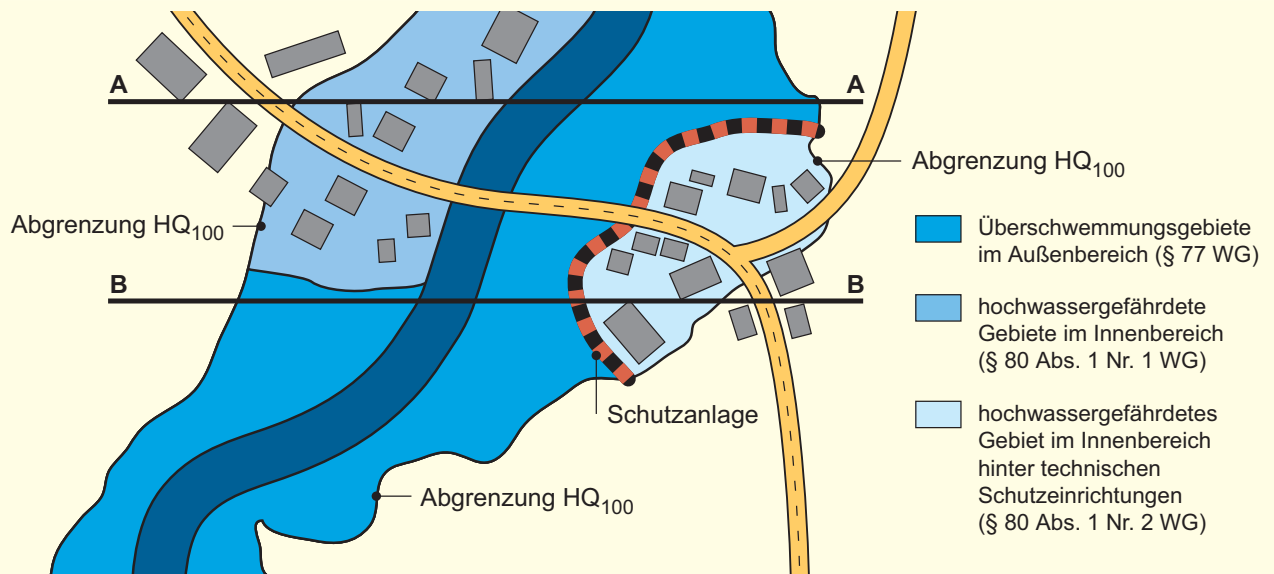 A
A
Abgrenzung HQ100
Abgrenzung HQ100
Überschwemmungsgebiete
im Außenbereich (§ 77 WG)
B
B
hochwassergefährdete
Gebiete im Innenbereich
(§ 80 Abs. 1 Nr. 1 WG)
Schutzanlage
hochwassergefährdetes
Gebiet im Innenbereich
hinter technischen
Schutzeinrichtungen
(§ 80 Abs. 1 Nr. 2 WG)
Abgrenzung HQ100